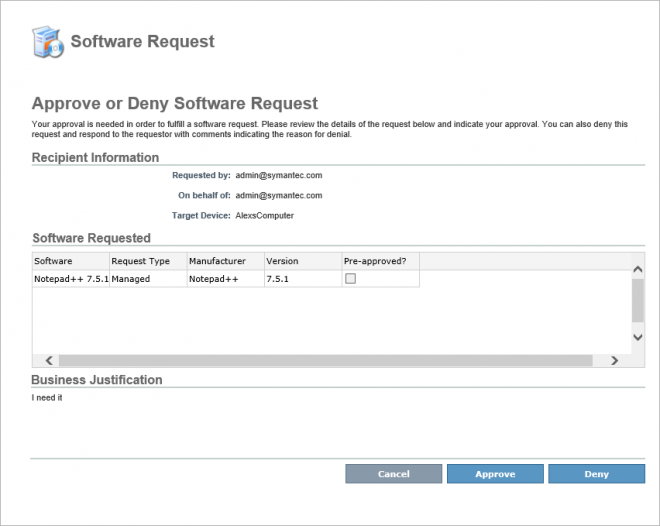 Software Request
Approve or Deny Software Request
Your approval is needed in order to fulfill a software request. Please review the details of the request below and indicate your approval. You can also deny this
request and respond to the requestor with comments indicating the reason for denial.
Recipient Information
Requested by: admin@symantec.com
On behalf of: admin@symantec.com
Target Device: AlexsComputer
Software Requested
Software Request Type Manufacturer Version Pre-approved?
Notepad++ 7.5.1 Managed Notepad++ 7.5.1
Business Justification
I need it
Cancel Approve Deny